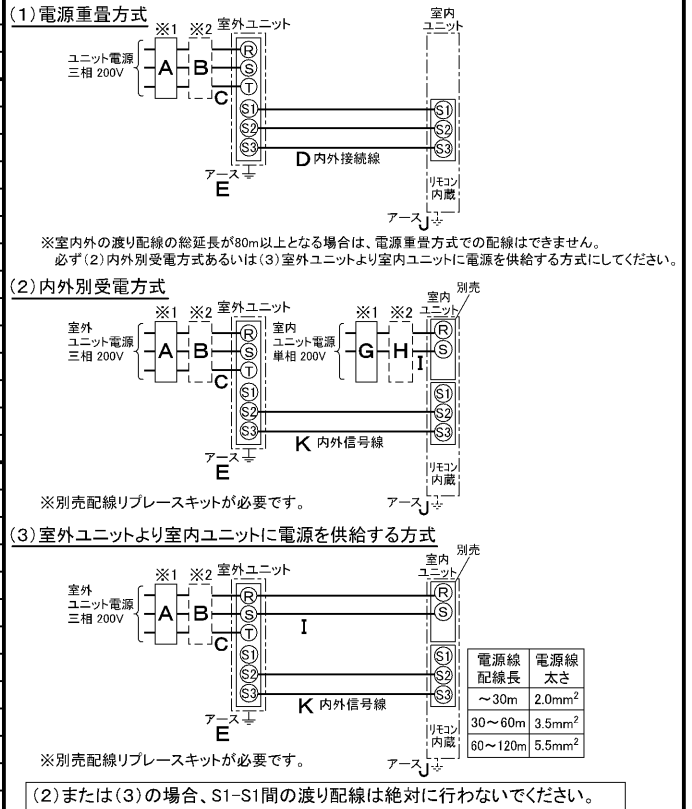 (1)電源重畳方式
※1 ※2 室外ユニット
室内
ユニット
ユニット電源
三相 200V
A
B
C
R
S
T
S1
S2
S3
S1
S2
S3
D 内外接続線
アース
E
リモコン
内蔵
アース J
※室内外の渡り配線の総延長が80m以上となる場合は、電源重畳方式での配線はできません。
必ず(2)内外別受電方式あるいは(3)室外ユニットより室内ユニットに電源を供給する方式にしてください。
(2)内外別受電方式
※1 ※2 室外ユニット
※1 ※2
室内
ユニット
別売
室外
ユニット電源
三相 200V
A
B
C
R
S
T
S1
S2
S3
室内
ユニット電源
単相 200V
G
H
I
R
S
S1
S2
S3
K 内外信号線
アース
E
リモコン
内蔵
アース J
※別売配線リプレースキットが必要です。
(3)室外ユニットより室内ユニットに電源を供給する方式
※1 ※2 室外ユニット
室内
ユニット
別売
室外
ユニット電源
三相 200V
A
B
C
R
S
T
S1
S2
S3
I
R
S
S1
S2
S3
K 内外信号線
アース
E
リモコン
内蔵
アース J
電源線配線長 電源線太さ
~30m 2.0mm²
30~60m 3.5mm²
60~120m 5.5mm²
※別売配線リプレースキットが必要です。
(2)または(3)の場合、S1-S1間の渡り配線は絶対に行わないでください。